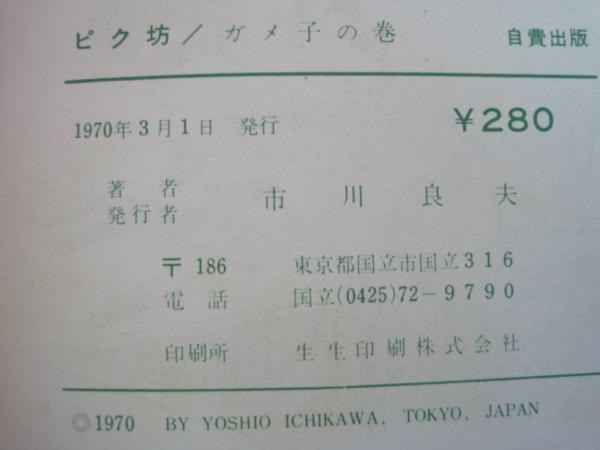 ピク坊/ガメ子の巻 自費出版
1970年3月1日 発行 ¥280
著者
発行者 市川良夫
〒186 東京都国立市国立316
電話 国立(0425)72-9790
印刷所 生生印刷株式会社
©1970 BY YOSHIO ICHIKAWA, TOKYO, JAPAN